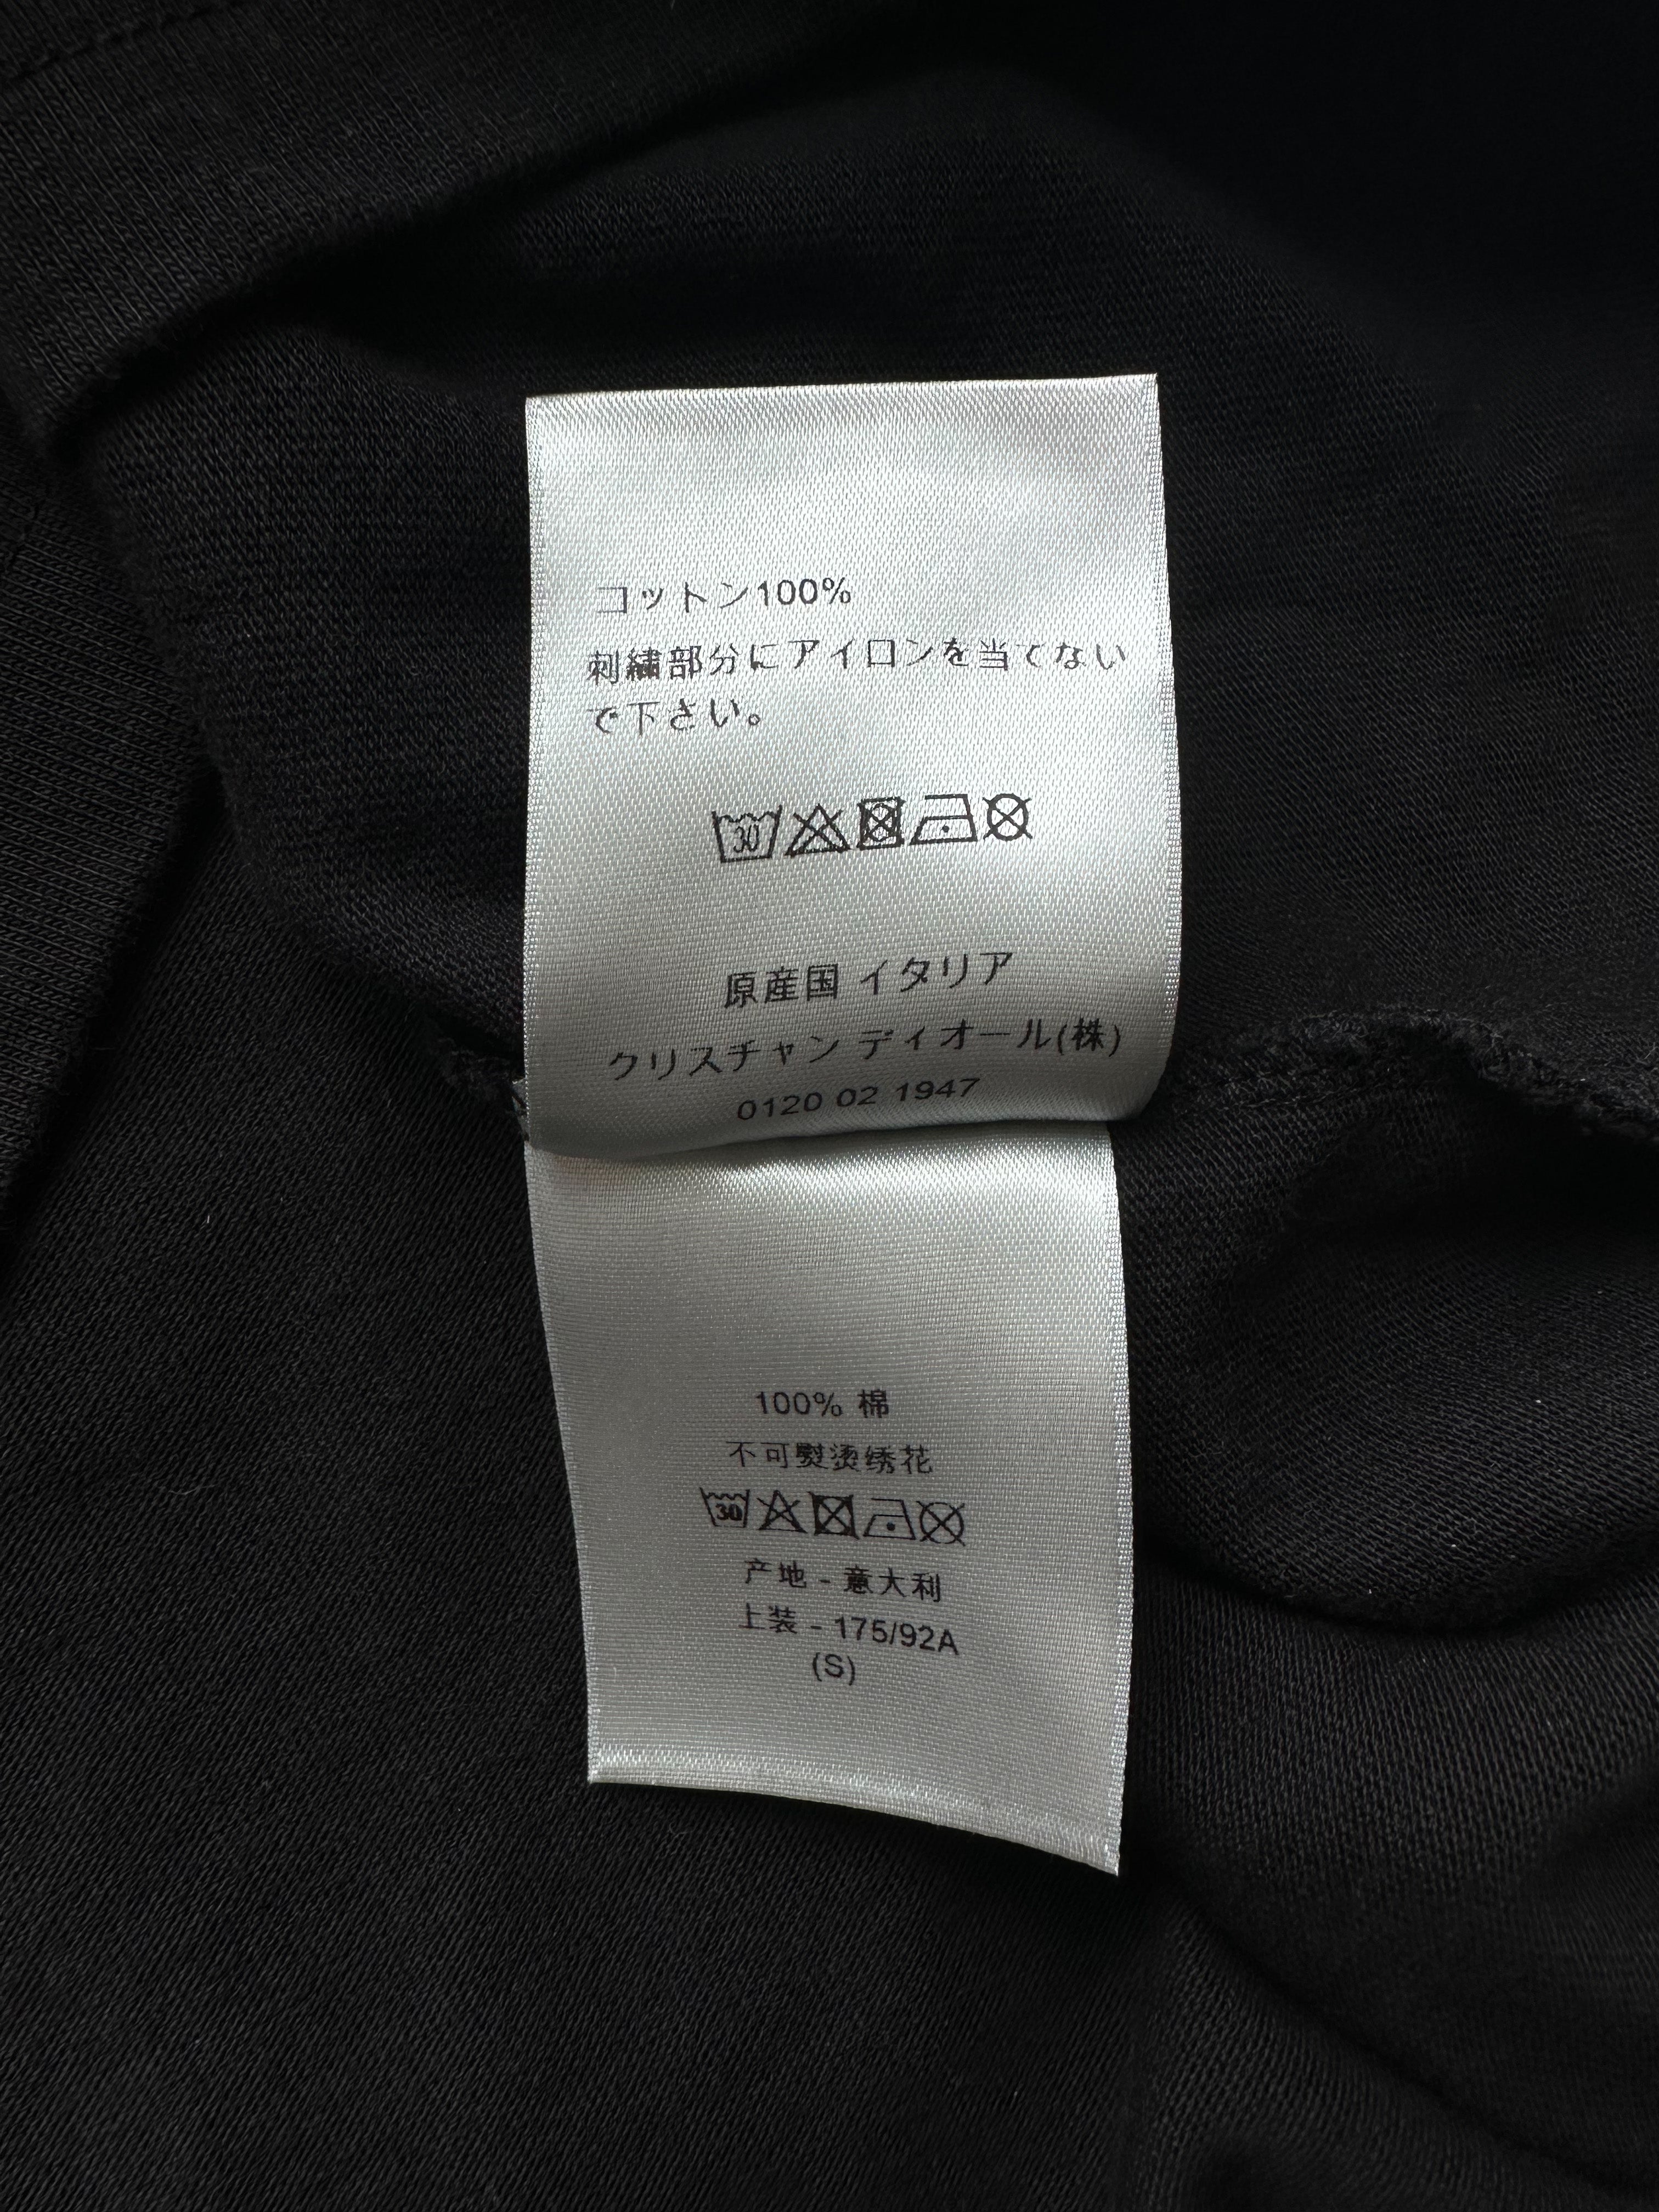 コットン100%
刺繍部分にアイロンを当てない
で下さい。
30
原産国 イタリア
クリスチャン ディオール(株)
0120 02 1947
100% 棉
不可熨烫绣花
30
产地 - 意大利
上装 - 175/92A
(S)